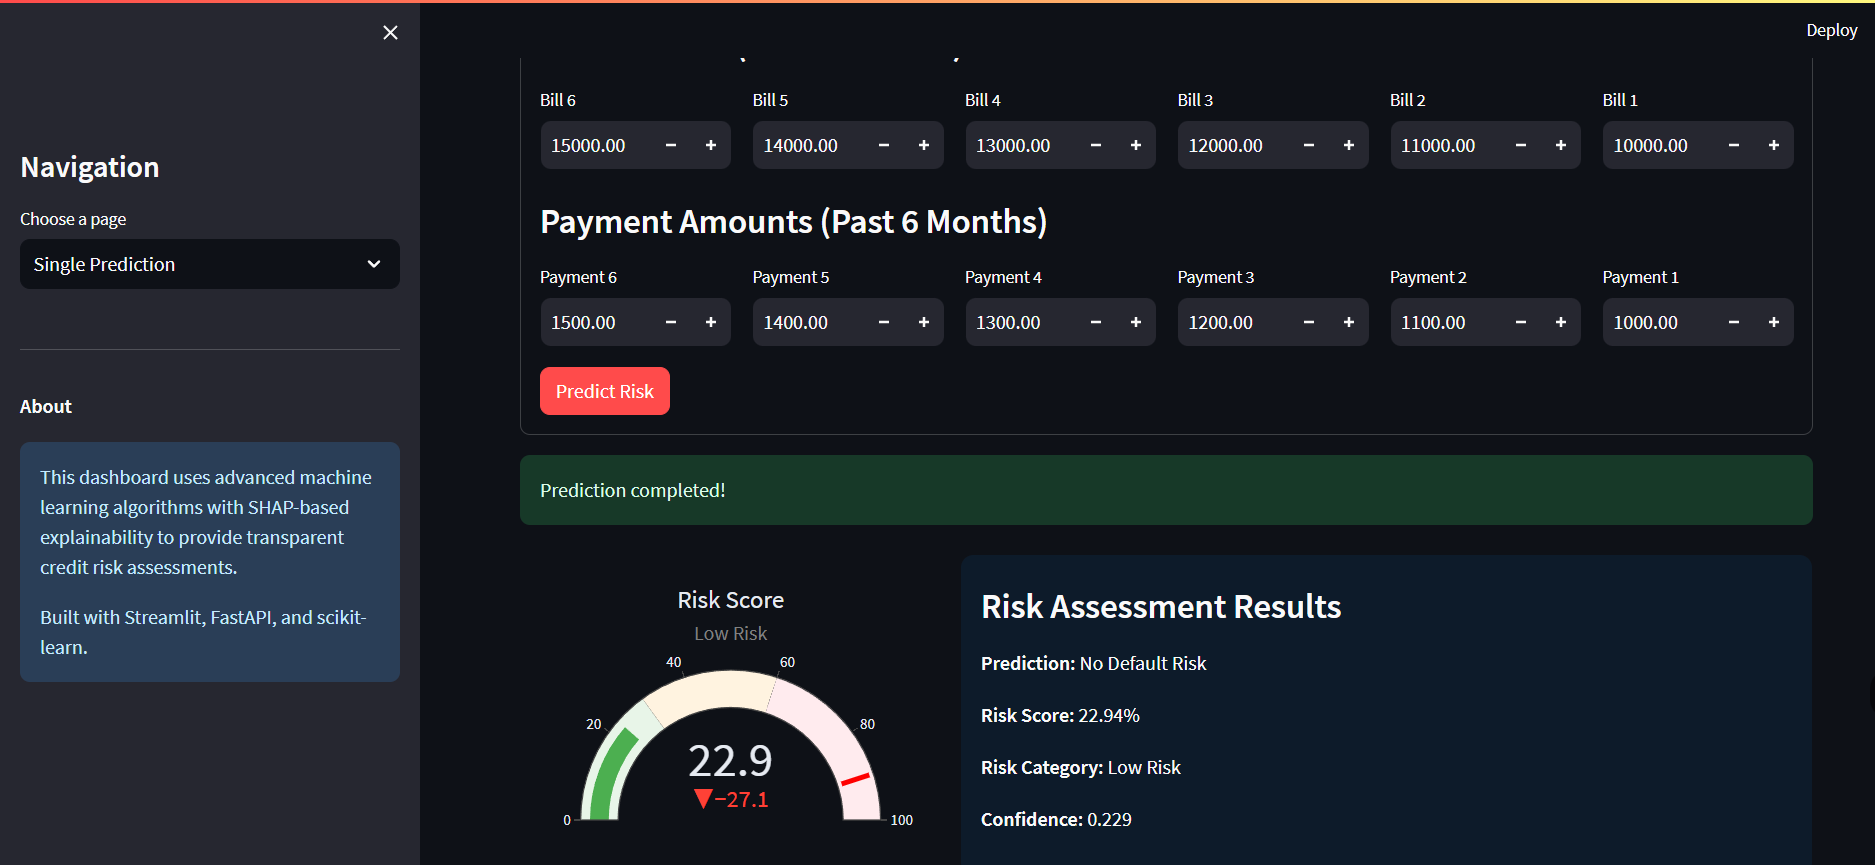 Deploy
Navigation
Choose a page
Single Prediction
About
This dashboard uses advanced machine
learning algorithms with SHAP-based
explainability to provide transparent
credit risk assessments.
Built with Streamlit, FastAPI, and scikit-
learn.
Bill 6 Bill 5 Bill 4 Bill 3 Bill 2 Bill 1
15000.00 − + 14000.00 − + 13000.00 − + 12000.00 − + 11000.00 − + 10000.00 − +
Payment Amounts (Past 6 Months)
Payment 6 Payment 5 Payment 4 Payment 3 Payment 2 Payment 1
1500.00 − + 1400.00 − + 1300.00 − + 1200.00 − + 1100.00 − + 1000.00 − +
Predict Risk
Prediction completed!
Risk Score
Low Risk
40 60
20 80
22.9
▼−27.1
0 100
Risk Assessment Results
Prediction: No Default Risk
Risk Score: 22.94%
Risk Category: Low Risk
Confidence: 0.229